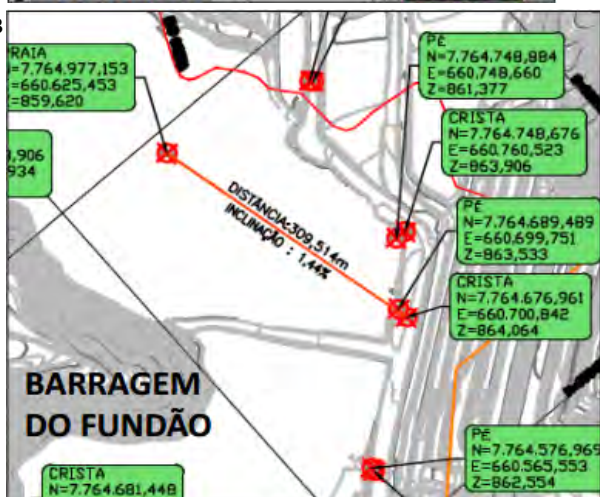 PRAIA
=7.764.977,153
=660.625,453
=859,620
,906
934
PÉ
N=7.764.748,884
E=660.748,660
Z=861,377
CRISTA
N=7.764.748,676
E=660.760,523
Z=863,906
DISTANCIA:309,514m
INCLINAÇÃO : 1,44%
PÉ
N=7.764.689,489
E=660.699,751
Z=863,533
CRISTA
N=7.764.676,961
E=660.700,842
Z=864,064
BARRAGEM
DO FUNDÃO
PÉ
N=7.764.576,969
E=660.565,553
Z=862,554
CRISTA
N=7.764.681,448